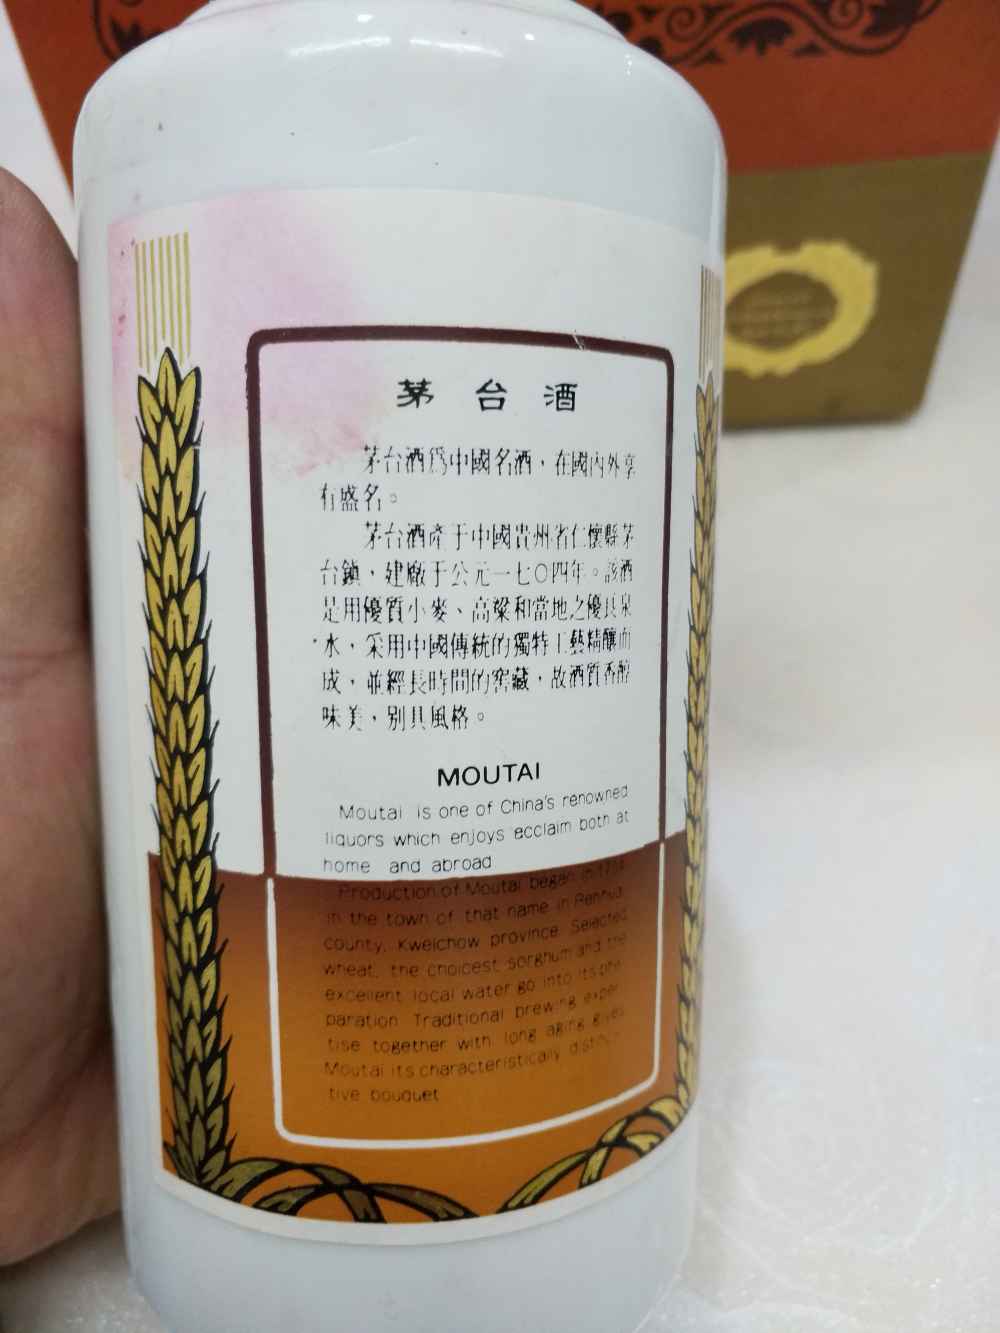 茅台酒
茅台酒爲中國名酒，在國內外享
有盛名。
茅台酒產于中國貴州省仁懷縣茅
台鎮，建廠于公元一七〇四年。該酒
是用優質小麥、高粱和當地之優良泉
水，采用中國傳統的獨特工藝精釀而
成，並經長時間的窖藏，故酒質香醇
味美，別具風格。
MOUTAI
Moutai is one of China's renowned
liquors which enjoys ecclaim both at
home and abroad
Production of Moutai began in
in the town of that name in Renhuai
county, Kweichow province. Selected
wheat, the choicest sorghum and the
excellent local water go into its pre
paration Traditional brewing exper
tise together with long aging gives
Moutai its characteristically distinc
tive bouquet